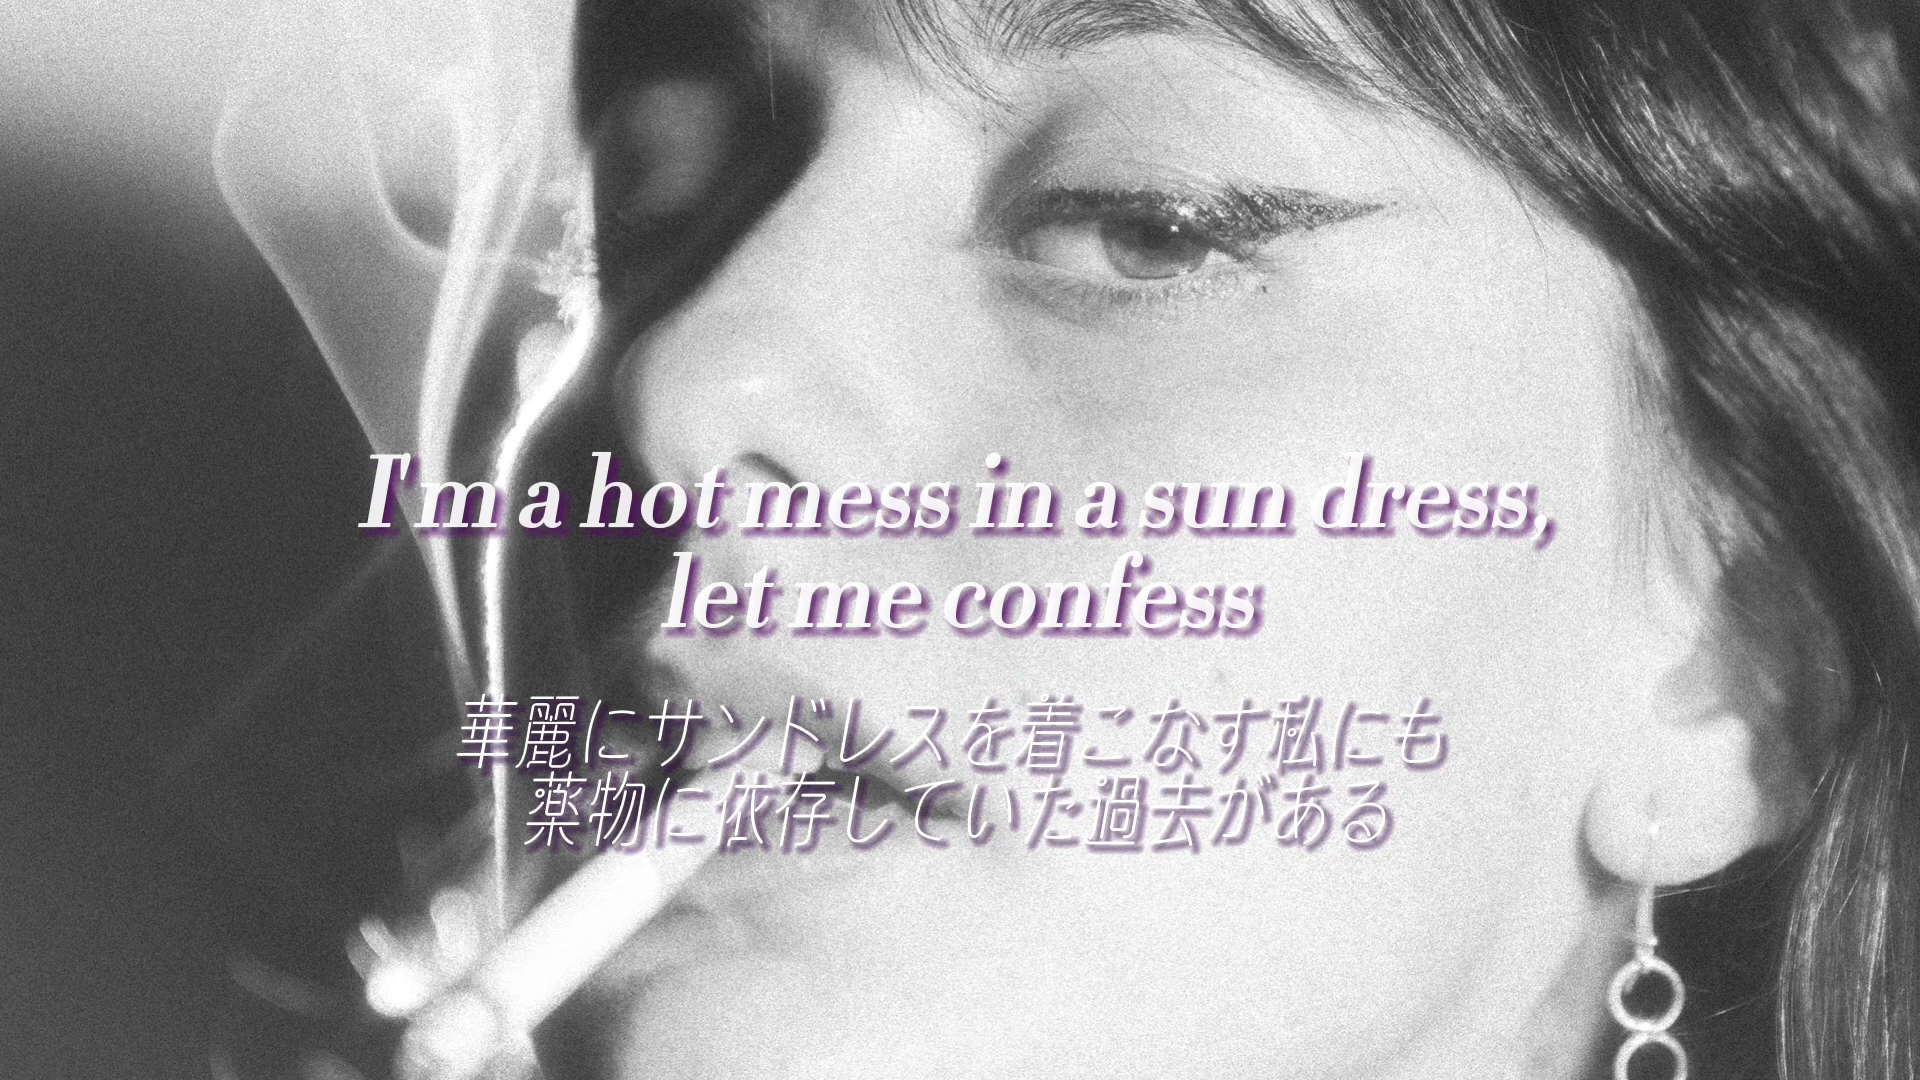 I'm a hot mess in a sun dress,
let me confess
華麗にサンドレスを着こなす私にも
薬物に依存していた過去がある